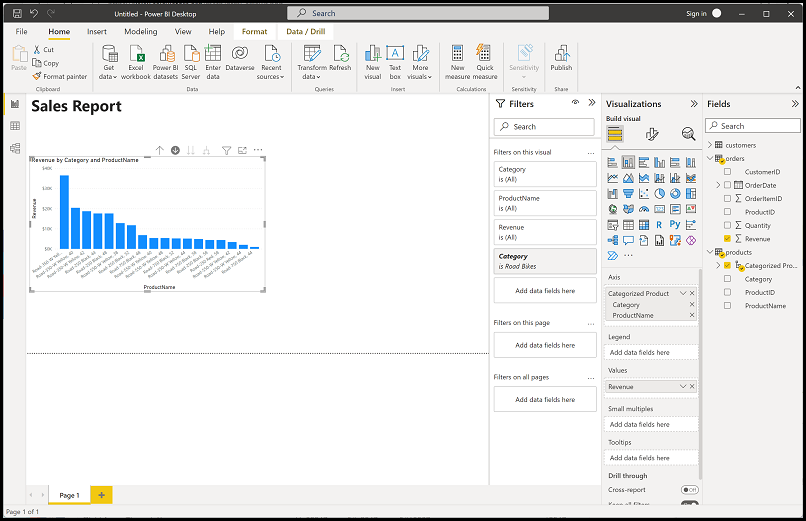 Untitled - Power BI Desktop
Search
Sign in
File Home Insert Modeling View Help Format Data / Drill
Paste
Cut
Copy
Format painter
Get data
Excel workbook
Power BI datasets
SQL Server
Enter data
Dataverse
Recent sources
Transform data
Refresh
New visual
Text box
More visuals
New measure
Quick measure
Sensitivity
Publish
Clipboard
Data
Queries
Insert
Calculations
Sensitivity
Share
Sales Report
Revenue by Category and ProductName
$40K
$30K
$20K
$10K
$0K
Revenue
ProductName
Filters
Search
Filters on this visual
Category
is (All)
ProductName
is (All)
Revenue
is (All)
Category
is Road Bikes
Add data fields here
Filters on this page
Add data fields here
Filters on all pages
Add data fields here
Visualizations
Build visual
R
Py
Axis
Categorized Product
Category
ProductName
Legend
Add data fields here
Values
Revenue
Small multiples
Add data fields here
Tooltips
Add data fields here
Drill through
Cross-report
Off
Keep all filters
Fields
Search
customers
orders
CustomerID
OrderDate
OrderItemID
ProductID
Quantity
Revenue
products
Categorized Pro...
Category
ProductID
ProductName
Page 1
Page 1 of 1